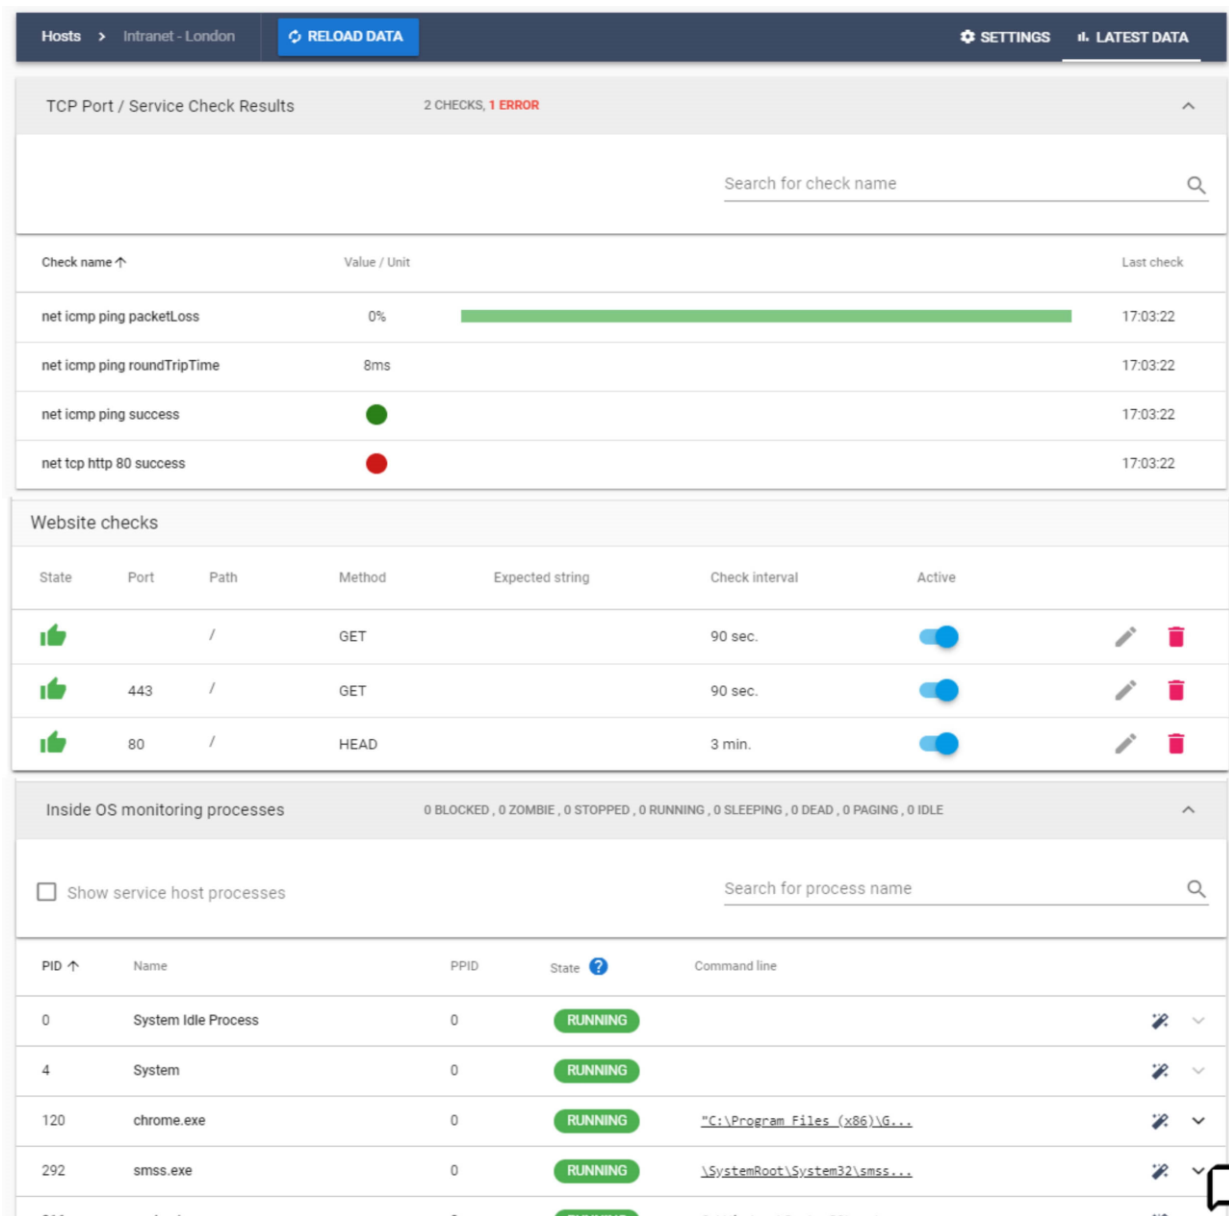 Hosts > Intranet - London RELOAD DATA SETTINGS LATEST DATA
TCP Port / Service Check Results 2 CHECKS, 1 ERROR
Search for check name
Check name Value / Unit Last check
net icmp ping packetLoss 0% 17:03:22
net icmp ping roundTripTime 8ms 17:03:22
net icmp ping success 17:03:22
net tcp http 80 success 17:03:22
Website checks
State Port Path Method Expected string Check interval Active
/ GET 90 sec.
443 / GET 90 sec.
80 / HEAD 3 min.
Inside OS monitoring processes 0 BLOCKED , 0 ZOMBIE , 0 STOPPED , 0 RUNNING , 0 SLEEPING , 0 DEAD , 0 PAGING , 0 IDLE
Show service host processes Search for process name
PID Name PPID State ? Command line
0 System Idle Process 0 RUNNING
4 System 0 RUNNING
120 chrome.exe 0 RUNNING "C:\Program Files (x86)\G...
292 smss.exe 0 RUNNING \SystemRoot\System32\smss...